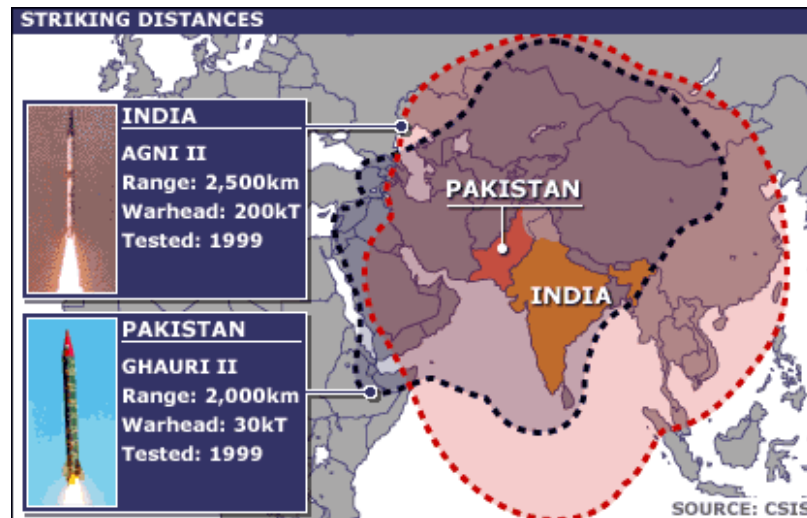 STRIKING DISTANCES
INDIA
AGNI II
Range: 2,500km
Warhead: 200kT
Tested: 1999
PAKISTAN
GHAURI II
Range: 2,000km
Warhead: 30kT
Tested: 1999
PAKISTAN
INDIA
SOURCE: CSIS